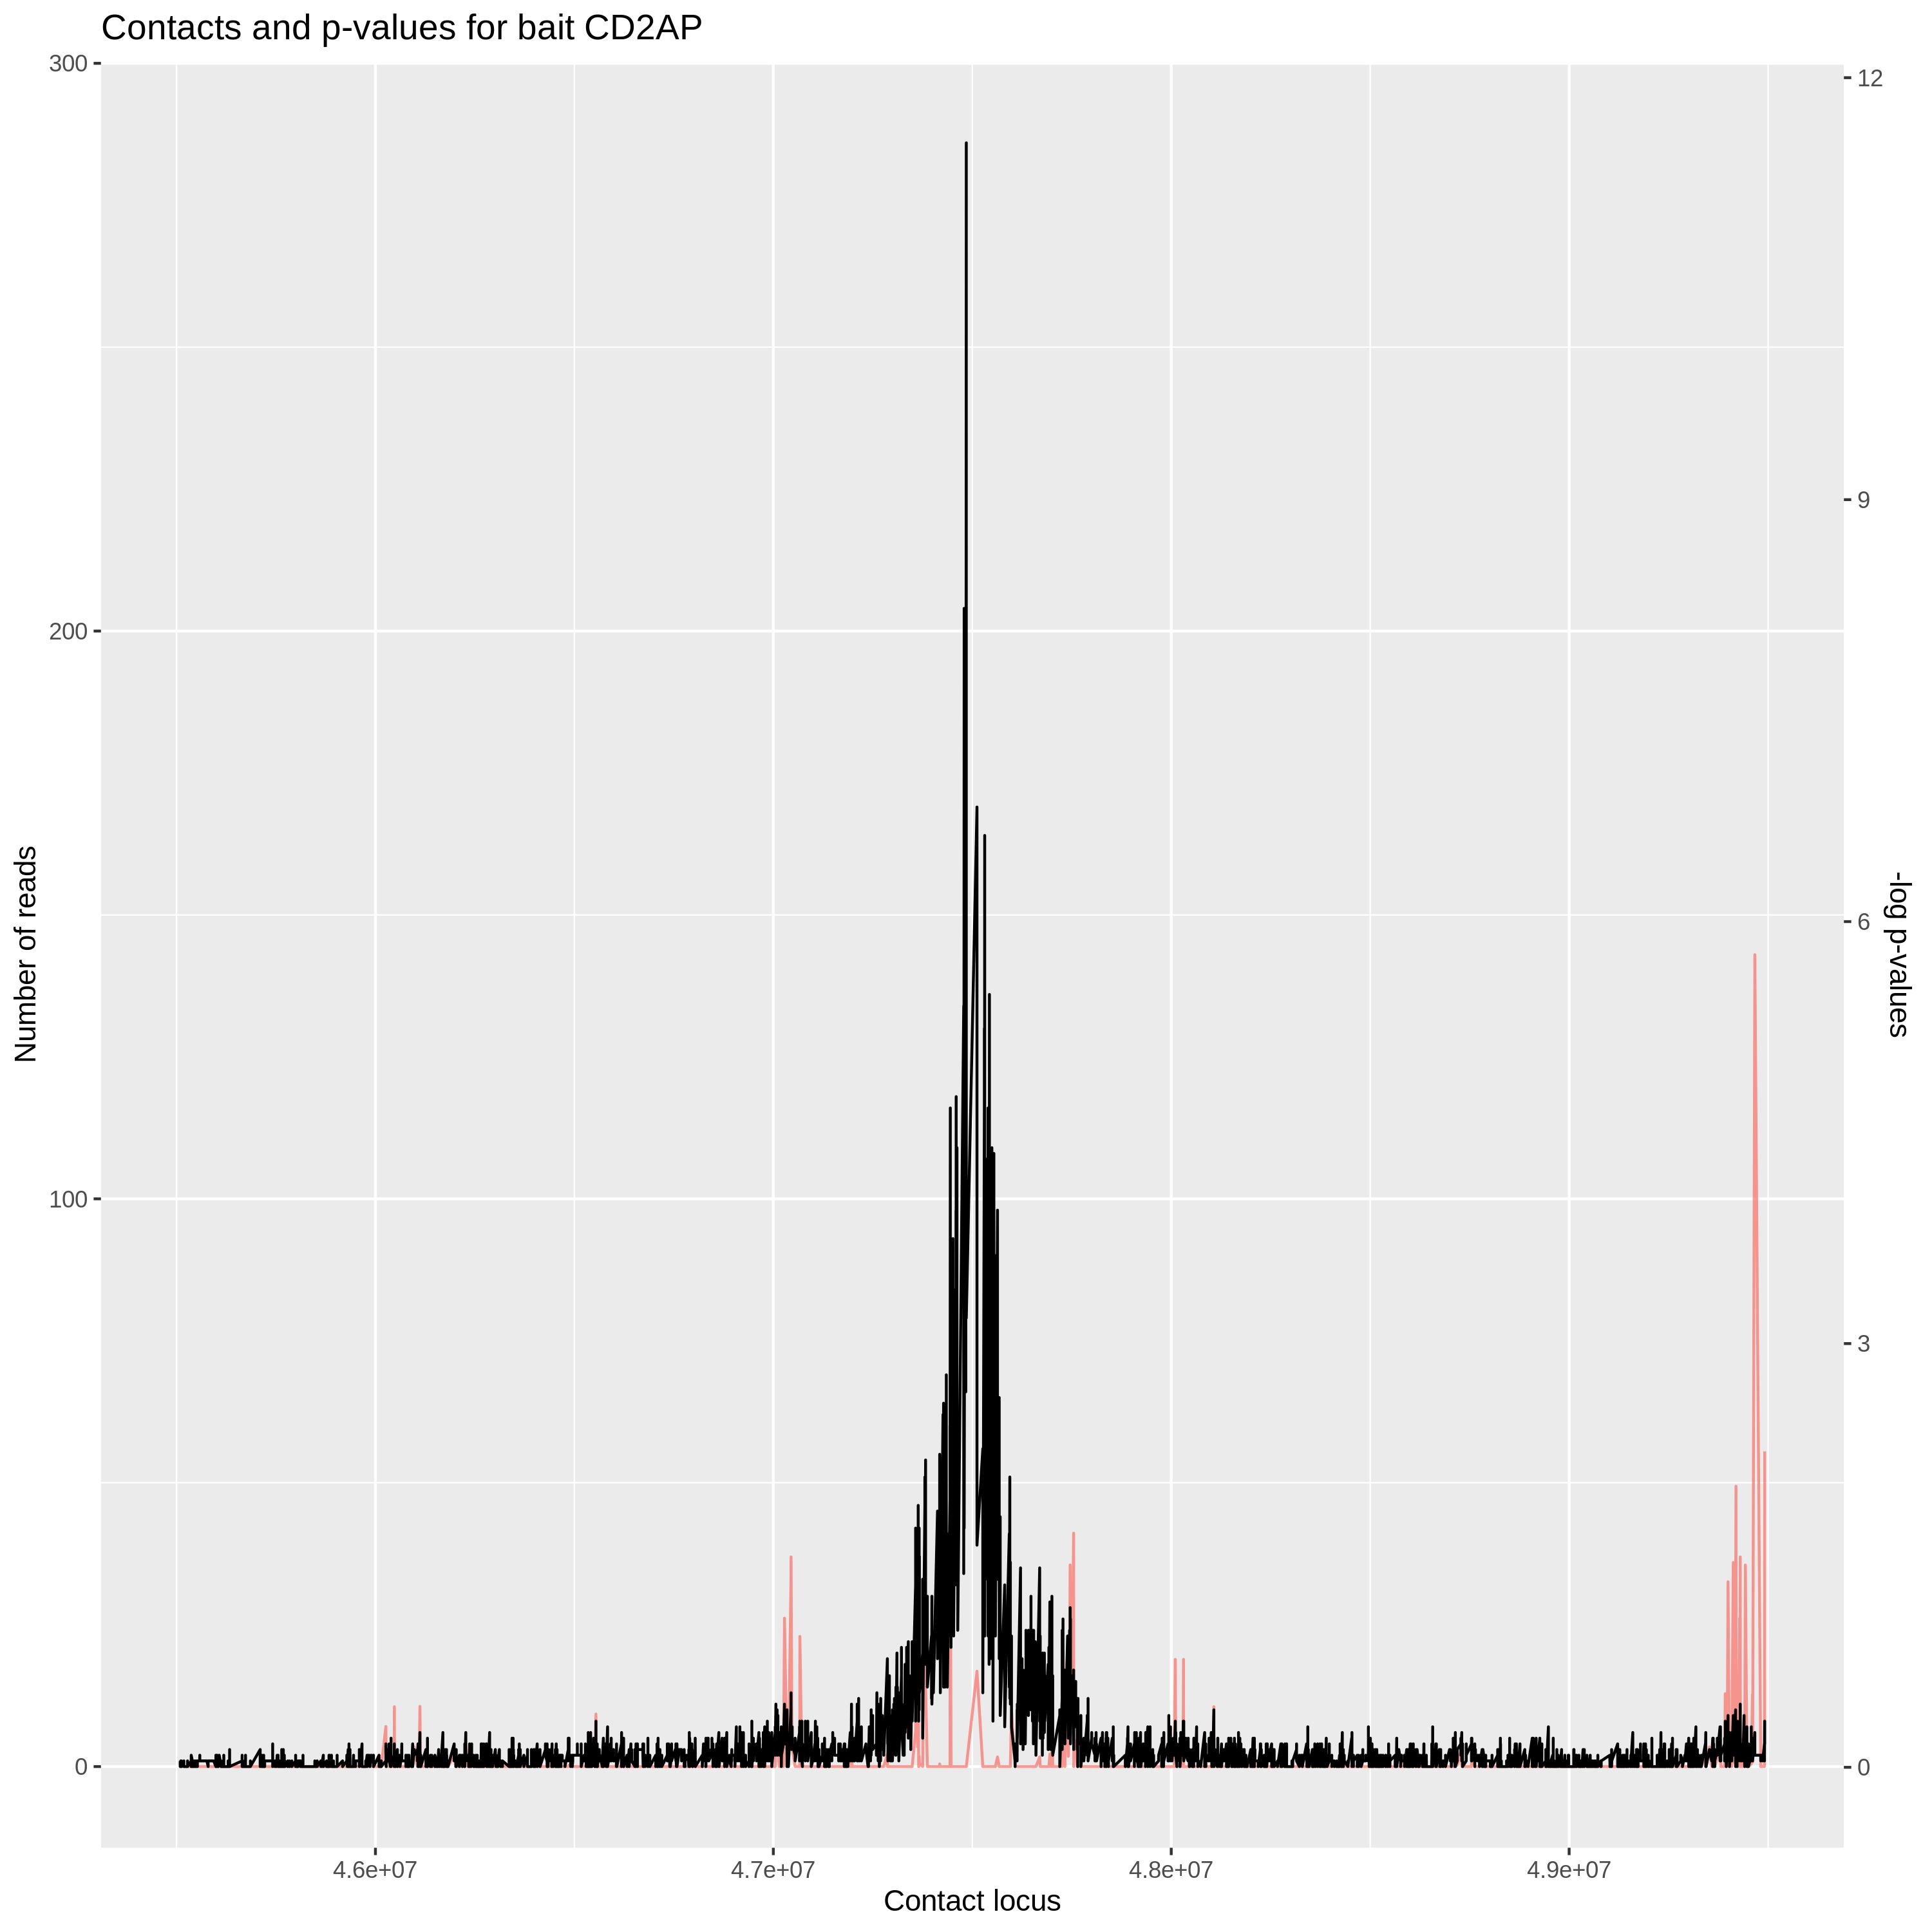 Contacts and p-values for bait CD2AP
300
200
100
0
Number of reads
12
9
6
3
0
-log p-values
4.6e+07
4.7e+07
4.8e+07
4.9e+07
Contact locus